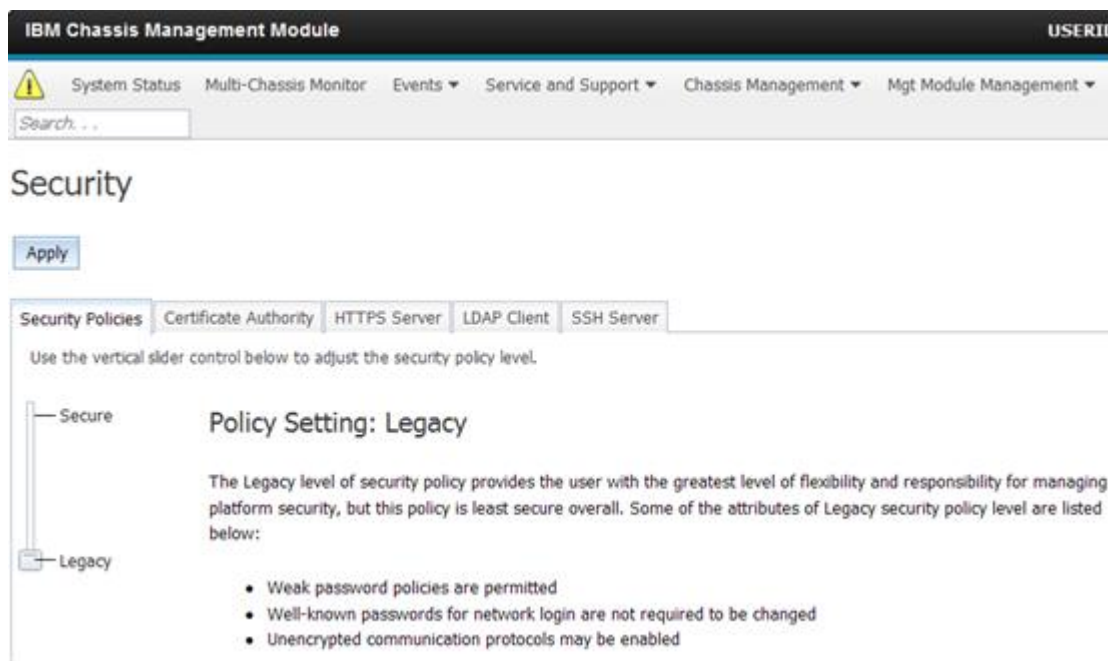 IBM Chassis Management Module
USERID
System Status Multi-Chassis Monitor Events Service and Support Chassis Management Mgt Module Management
Search. . .
Security
Apply
Security Policies Certificate Authority HTTPS Server LDAP Client SSH Server
Use the vertical slider control below to adjust the security policy level.
Secure
Policy Setting: Legacy
The Legacy level of security policy provides the user with the greatest level of flexibility and responsibility for managing
platform security, but this policy is least secure overall. Some of the attributes of Legacy security policy level are listed
below:
Legacy
• Weak password policies are permitted
• Well-known passwords for network login are not required to be changed
• Unencrypted communication protocols may be enabled